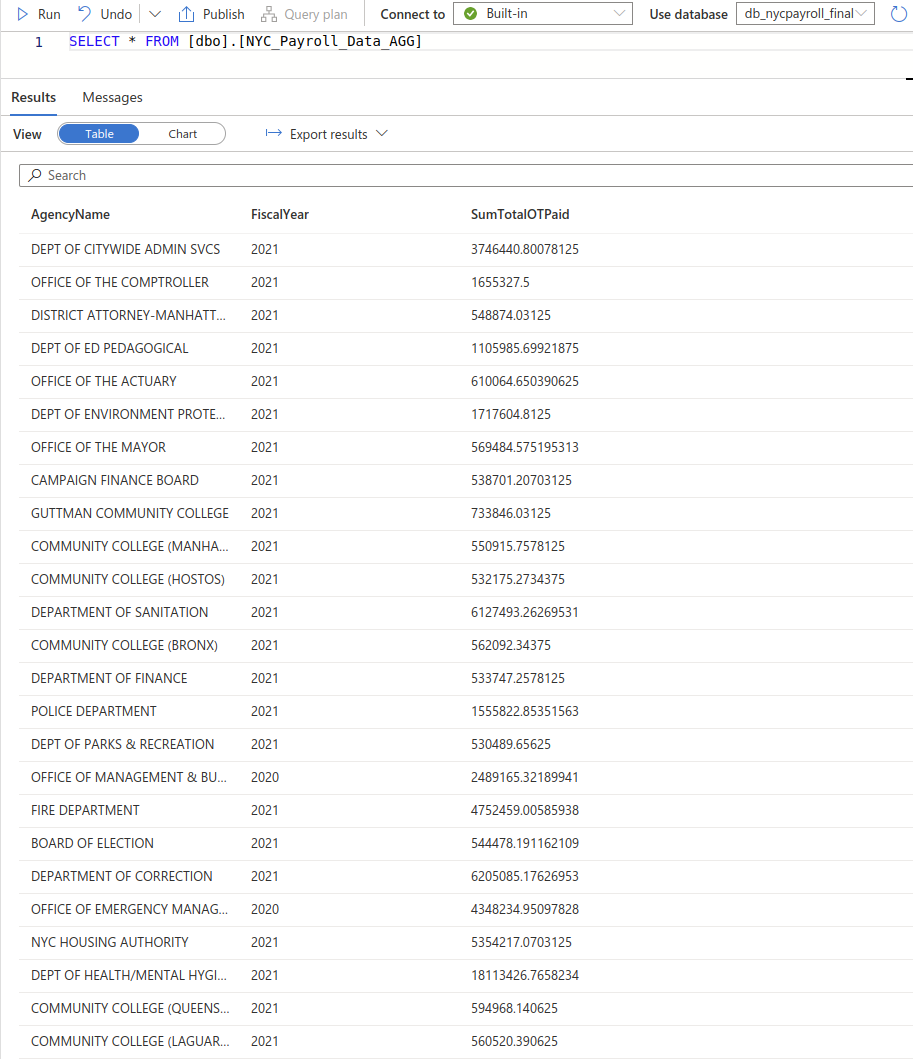 Run Undo Publish Query plan Connect to Built-in Use database db_nycpayroll_final
1 SELECT * FROM [dbo].[NYC_Payroll_Data_AGG]
Results Messages
View Table Chart Export results
Search
AgencyName FiscalYear SumTotalOTPaid
DEPT OF CITYWIDE ADMIN SVCS 2021 3746440.80078125
OFFICE OF THE COMPTROLLER 2021 1655327.5
DISTRICT ATTORNEY-MANHATT... 2021 548874.03125
DEPT OF ED PEDAGOGICAL 2021 1105985.69921875
OFFICE OF THE ACTUARY 2021 610064.650390625
DEPT OF ENVIRONMENT PROTE... 2021 1717604.8125
OFFICE OF THE MAYOR 2021 569484.575195313
CAMPAIGN FINANCE BOARD 2021 538701.20703125
GUTTMAN COMMUNITY COLLEGE 2021 733846.03125
COMMUNITY COLLEGE (MANHA... 2021 550915.7578125
COMMUNITY COLLEGE (HOSTOS) 2021 532175.2734375
DEPARTMENT OF SANITATION 2021 6127493.26269531
COMMUNITY COLLEGE (BRONX) 2021 562092.34375
DEPARTMENT OF FINANCE 2021 533747.2578125
POLICE DEPARTMENT 2021 1555822.85351563
DEPT OF PARKS & RECREATION 2021 530489.65625
OFFICE OF MANAGEMENT & BU... 2020 2489165.32189941
FIRE DEPARTMENT 2021 4752459.00585938
BOARD OF ELECTION 2021 544478.191162109
DEPARTMENT OF CORRECTION 2021 6205085.17626953
OFFICE OF EMERGENCY MANAG... 2020 4348234.95097828
NYC HOUSING AUTHORITY 2021 5354217.0703125
DEPT OF HEALTH/MENTAL HYGI... 2021 18113426.7658234
COMMUNITY COLLEGE (QUEENS... 2021 594968.140625
COMMUNITY COLLEGE (LAGUAR... 2021 560520.390625